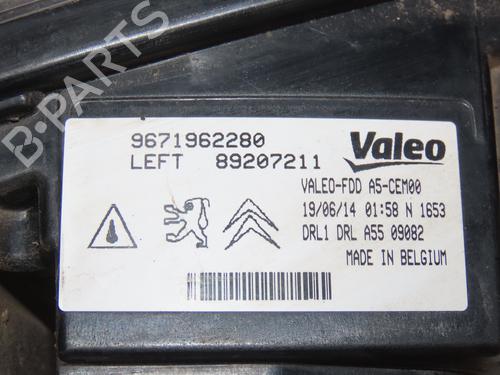 B-PARTS
9671962280
LEFT 89207211
Valeo
VALEO-FDD A5-CEM00
19/06/14 01:58 N 1653
DRL1 DRL A55 09082
MADE IN BELGIUM